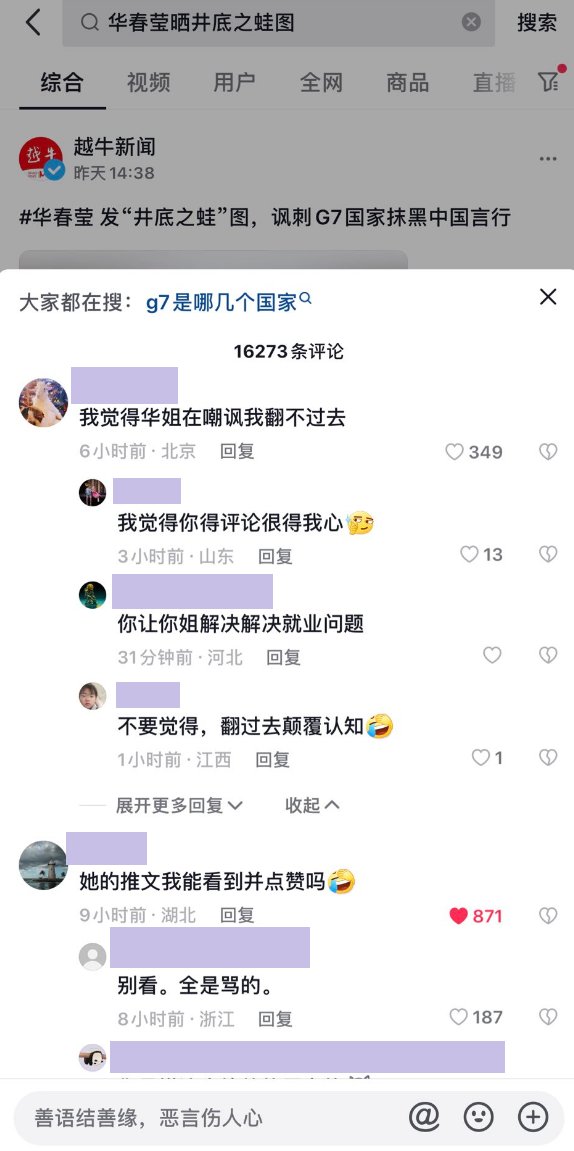 华春莹晒井底之蛙图
搜索
综合 视频 用户 全网 商品 直播
越牛新闻
昨天14:38
#华春莹 发“井底之蛙”图，讽刺G7国家抹黑中国言行
大家都在搜：g7是哪几个国家
16273条评论
我觉得华姐在嘲讽我翻不过去
6小时前·北京 回复 349
我觉得你得评论很得我心
3小时前·山东 回复 13
你让你姐解决解决就业问题
31分钟前·河北 回复
不要觉得，翻过去颠覆认知
1小时前·江西 回复 1
展开更多回复 收起
她的推文我能看到并点赞吗
9小时前·湖北 回复 871
别看。全是骂的。
8小时前·浙江 回复 187
善语结善缘，恶言伤人心